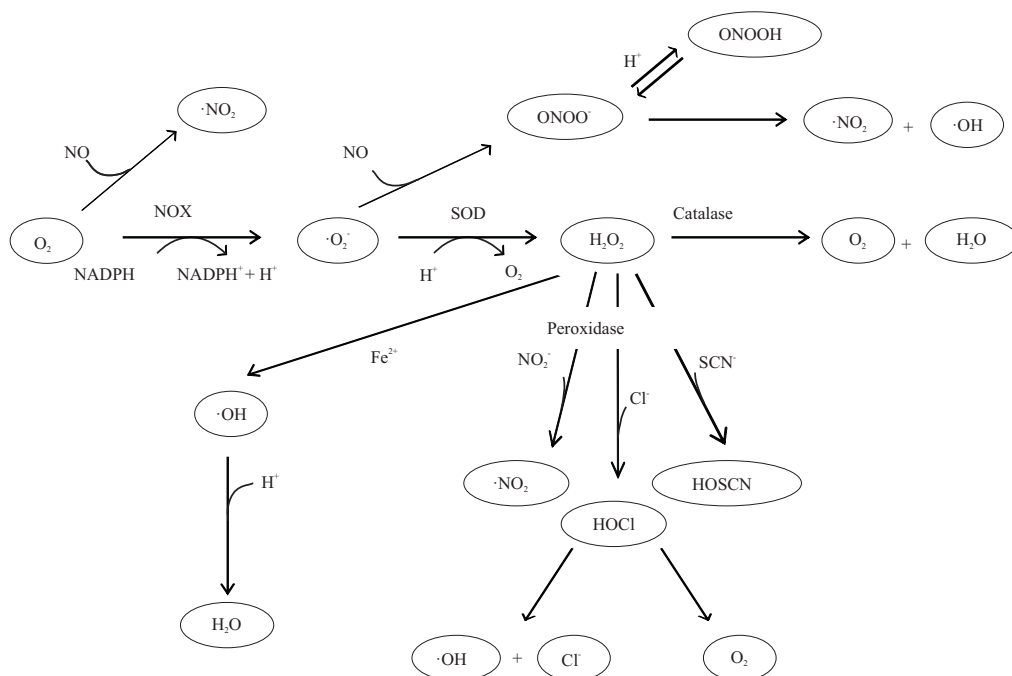 ONOOH
H⁺
·NO₂
ONOO⁻
·NO₂ + ·OH
NO
NO
NOX
SOD
Catalase
O₂
·O₂⁻
H₂O₂
O₂ + H₂O
NADPH
NADPH⁺ + H⁺
H⁺
O₂
Peroxidase
Fe²⁺
NO₂⁻
SCN⁻
Cl⁻
·OH
H⁺
·NO₂
HOSCN
HOCl
H₂O
·OH + Cl⁻
O₂